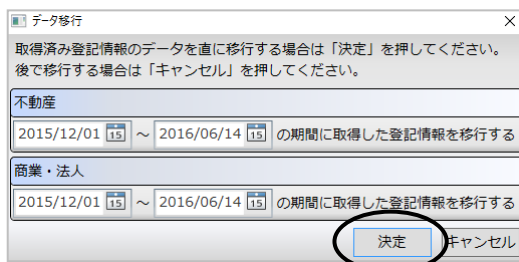 データ移行
取得済み登記情報のデータを直に移行する場合は「決定」を押してください。
後で移行する場合は「キャンセル」を押してください。
不動産
2015/12/01 15 ～ 2016/06/14 15 の期間に取得した登記情報を移行する
商業・法人
2015/12/01 15 ～ 2016/06/14 15 の期間に取得した登記情報を移行する
決定 キャンセル